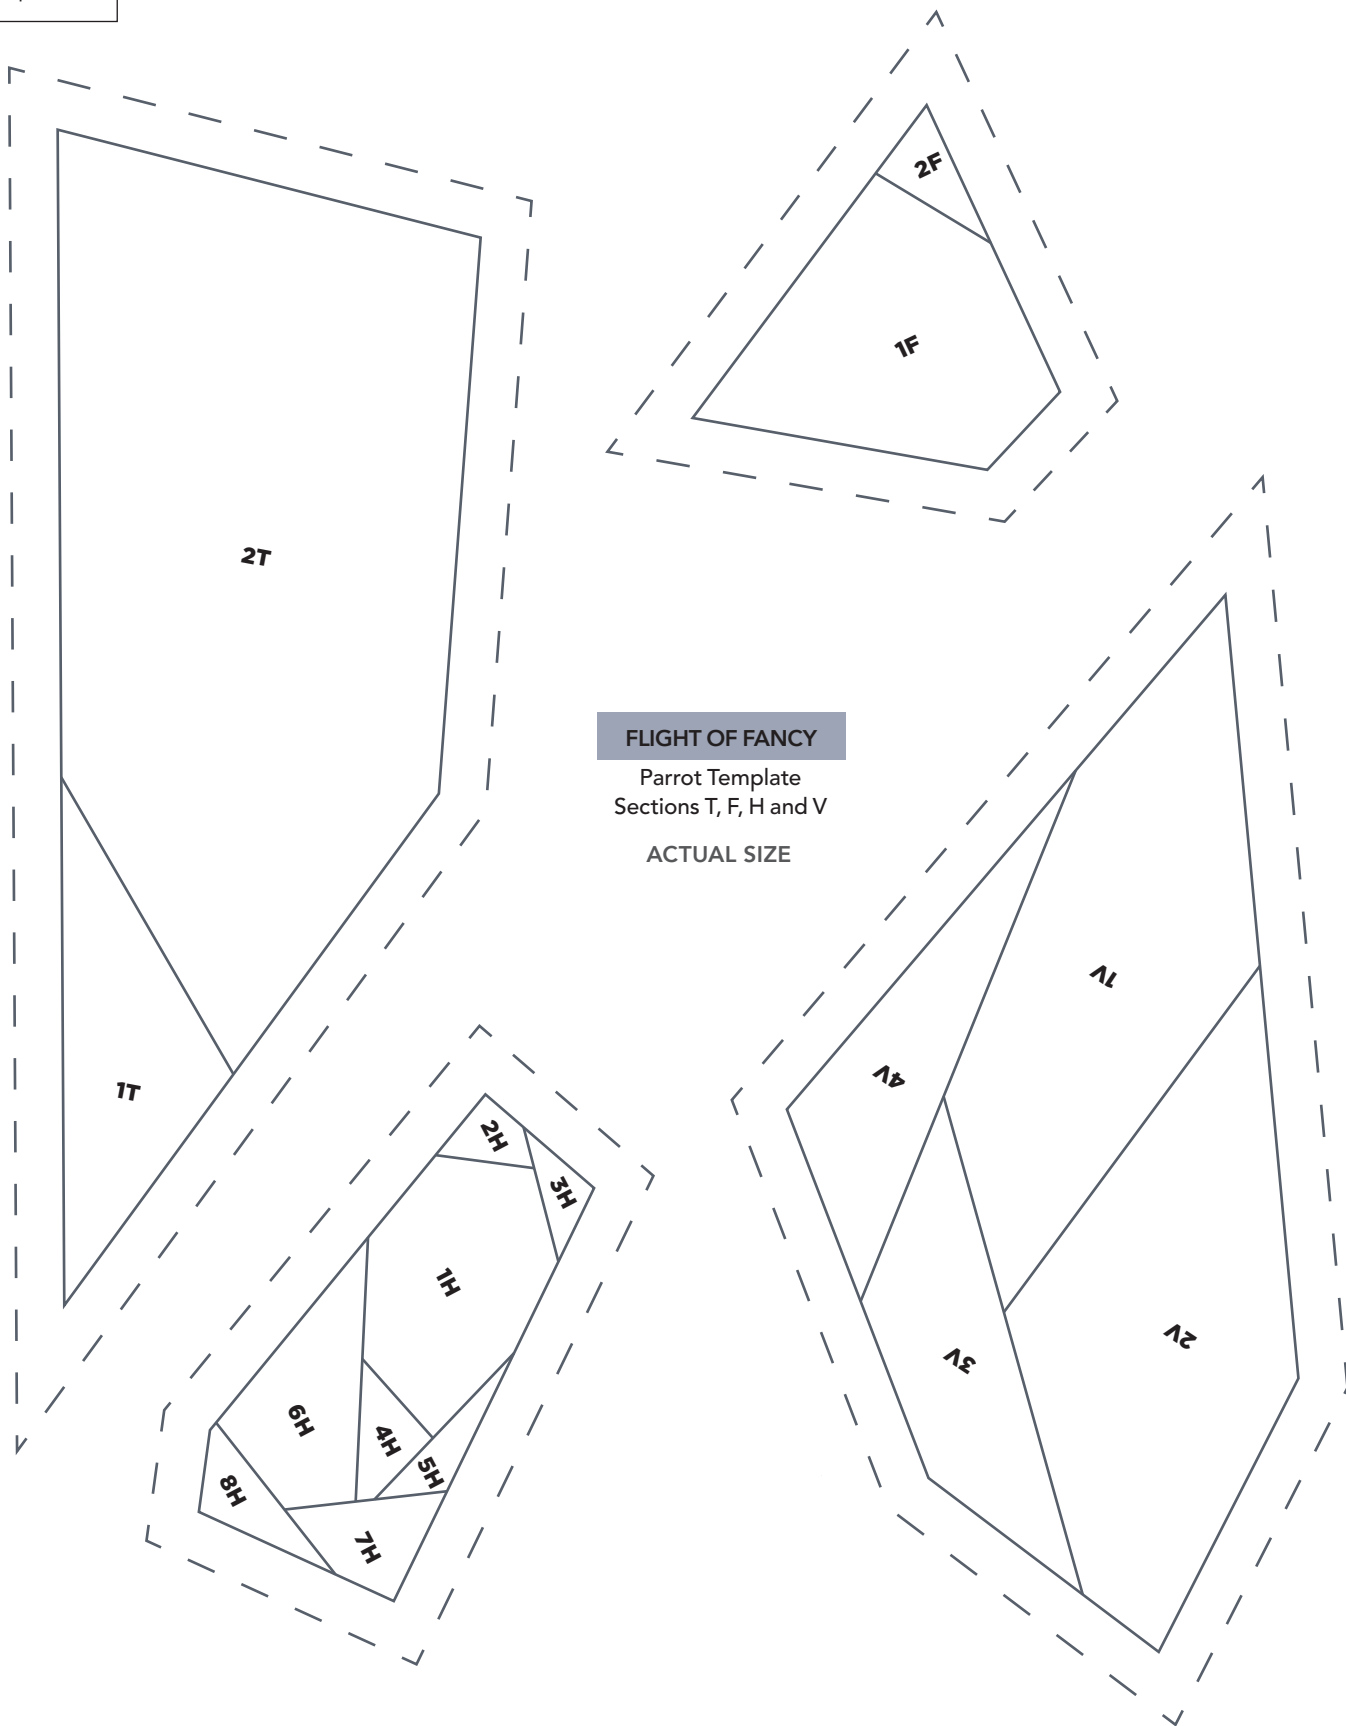 2F
1F
2T
FLIGHT OF FANCY
Parrot Template
Sections T, F, H and V
ACTUAL SIZE
1V
4V
1T
2H
3H
1H
2V
3V
6H
4H
5H
8H
7H